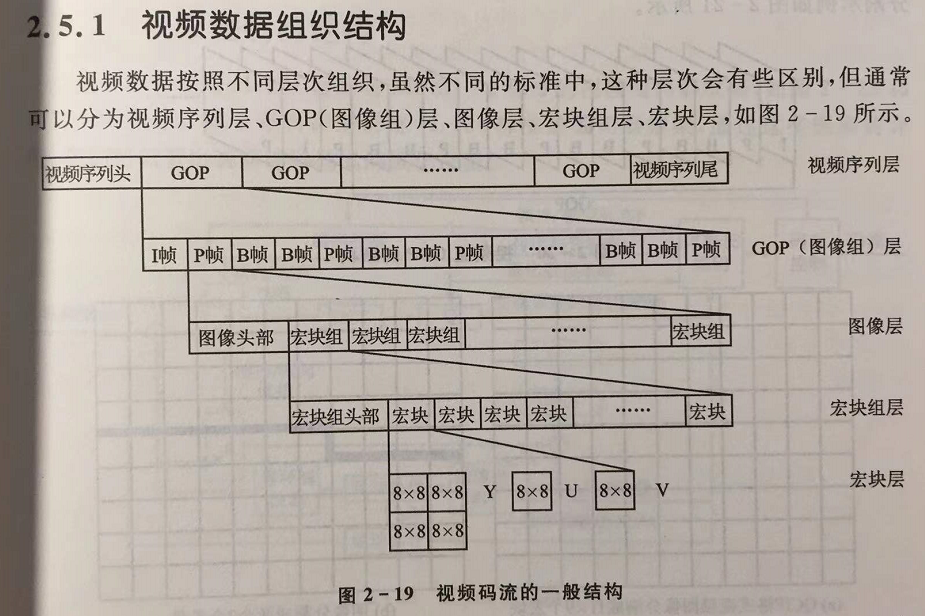 2.5.1 视频数据组织结构
视频数据按照不同层次组织,虽然不同的标准中,这种层次会有些区别,但通常
可以分为视频序列层、GOP(图像组)层、图像层、宏块组层、宏块层,如图 2-19 所示。
视频序列头 GOP GOP …… GOP 视频序列尾 视频序列层
I帧 P帧 B帧 B帧 P帧 B帧 B帧 P帧 …… B帧 B帧 P帧 GOP(图像组)层
图像头部 宏块组 宏块组 宏块组 …… 宏块组 图像层
宏块组头部 宏块 宏块 宏块 宏块 …… 宏块 宏块组层
宏块层
8×8 8×8 Y 8×8 U 8×8 V
8×8 8×8
图 2-19 视频码流的一般结构